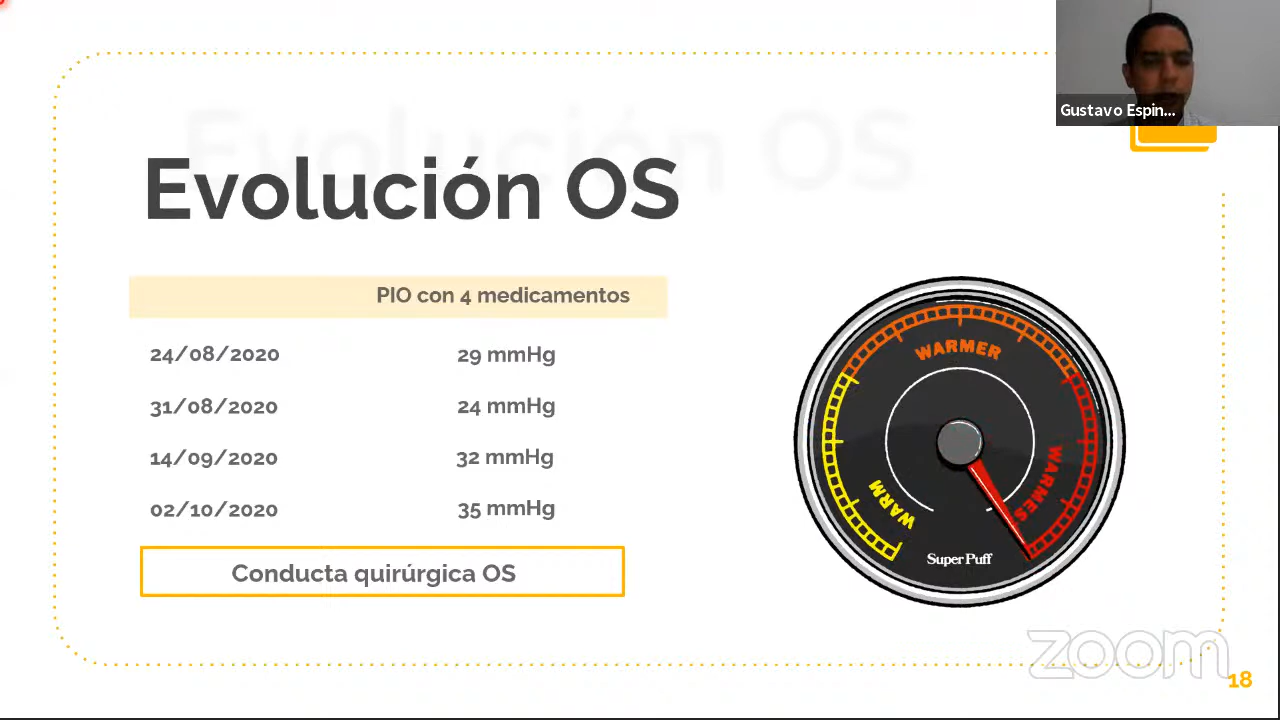 Gustavo Espin...
Evolución OS
Evolución OS
PIO con 4 medicamentos
24/08/2020 29 mmHg
31/08/2020 24 mmHg
14/09/2020 32 mmHg
02/10/2020 35 mmHg
Conducta quirúrgica OS
WARMER
WARM
WARMEST
Super Puff
zoom
18